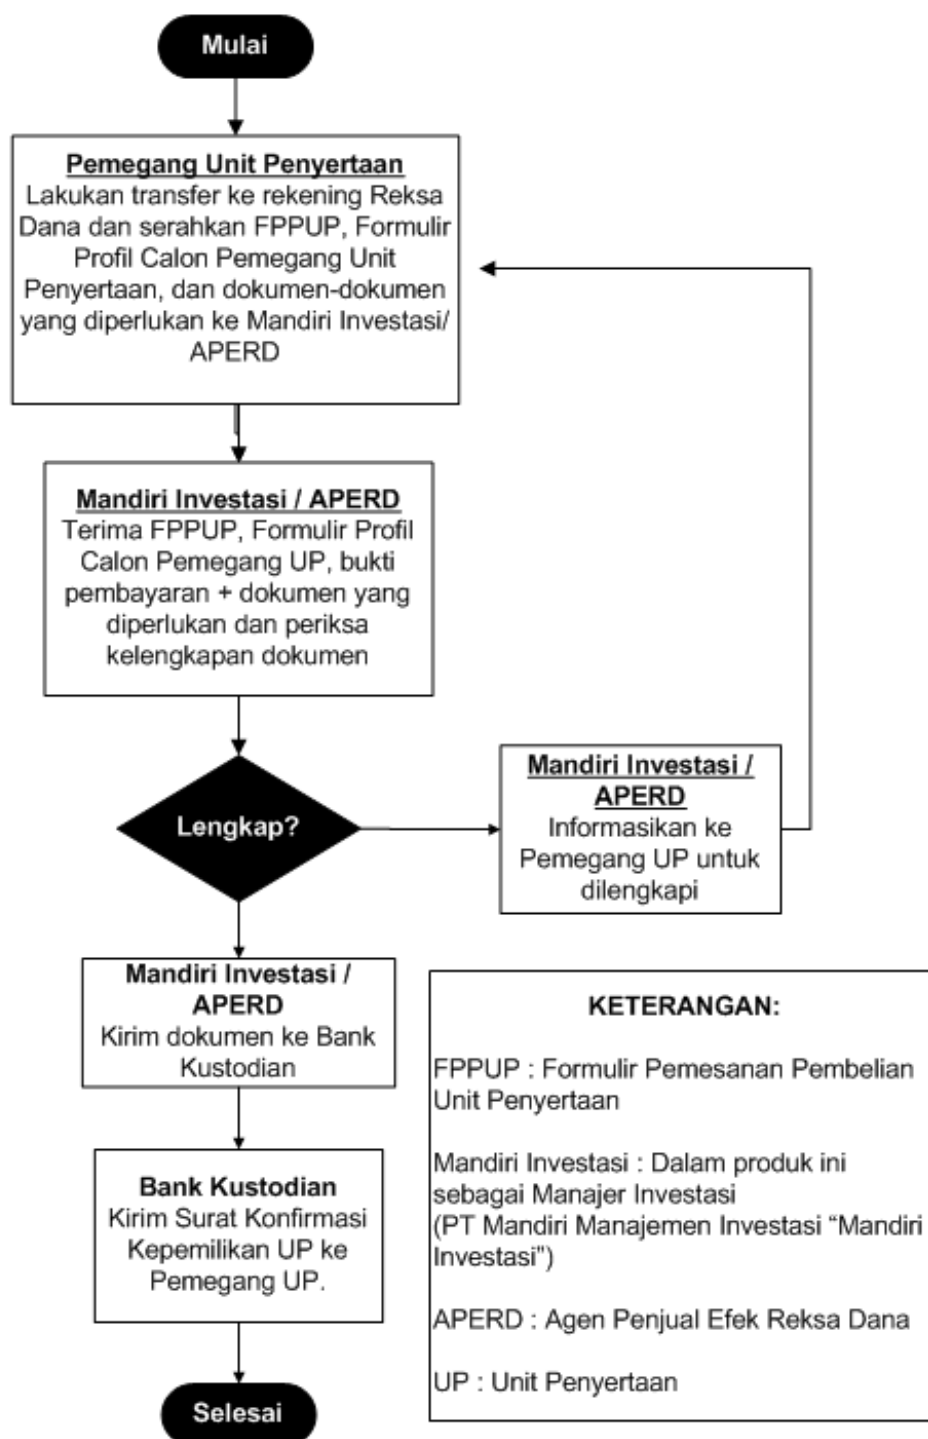 Mulai
Pemegang Unit Penyertaan
Lakukan transfer ke rekening Reksa
Dana dan serahkan FPPUP, Formulir
Profil Calon Pemegang Unit
Penyertaan, dan dokumen-dokumen
yang diperlukan ke Mandiri Investasi/
APERD
Mandiri Investasi / APERD
Terima FPPUP, Formulir Profil
Calon Pemegang UP, bukti
pembayaran + dokumen yang
diperlukan dan periksa
kelengkapan dokumen
Lengkap?
Mandiri Investasi /
APERD
Informasikan ke
Pemegang UP untuk
dilengkapi
Mandiri Investasi /
APERD
Kirim dokumen ke Bank
Kustodian
Bank Kustodian
Kirim Surat Konfirmasi
Kepemilikan UP ke
Pemegang UP.
Selesai
KETERANGAN:
FPPUP : Formulir Pemesanan Pembelian
Unit Penyertaan
Mandiri Investasi : Dalam produk ini
sebagai Manajer Investasi
(PT Mandiri Manajemen Investasi “Mandiri
Investasi”)
APERD : Agen Penjual Efek Reksa Dana
UP : Unit Penyertaan